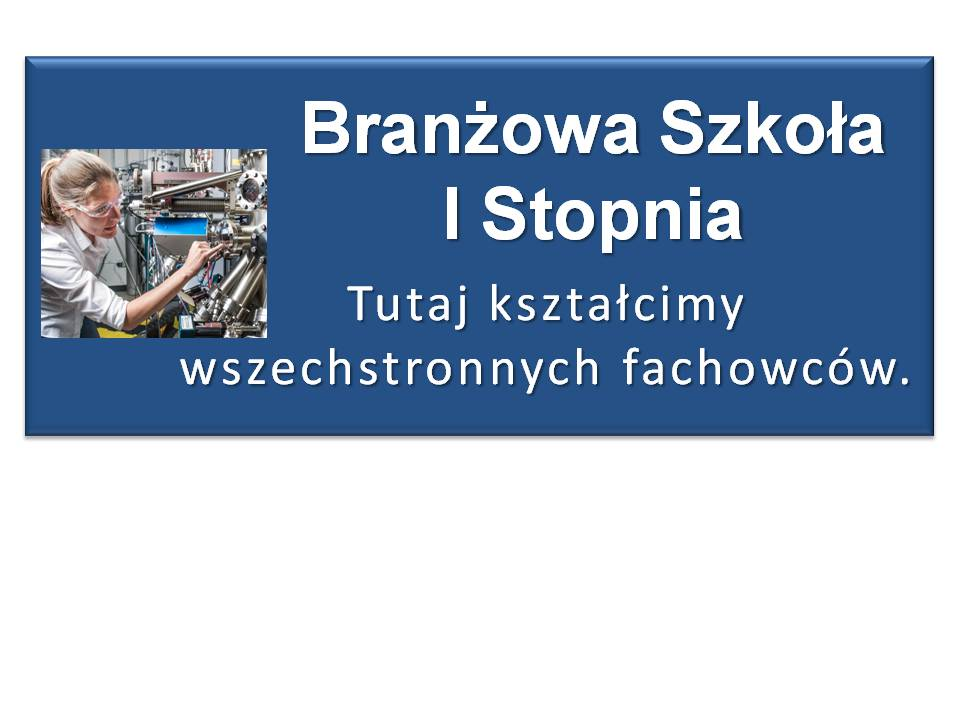 Branżowa Szkoła
I Stopnia
Tutaj kształcimy
wszechstronnych fachowców.